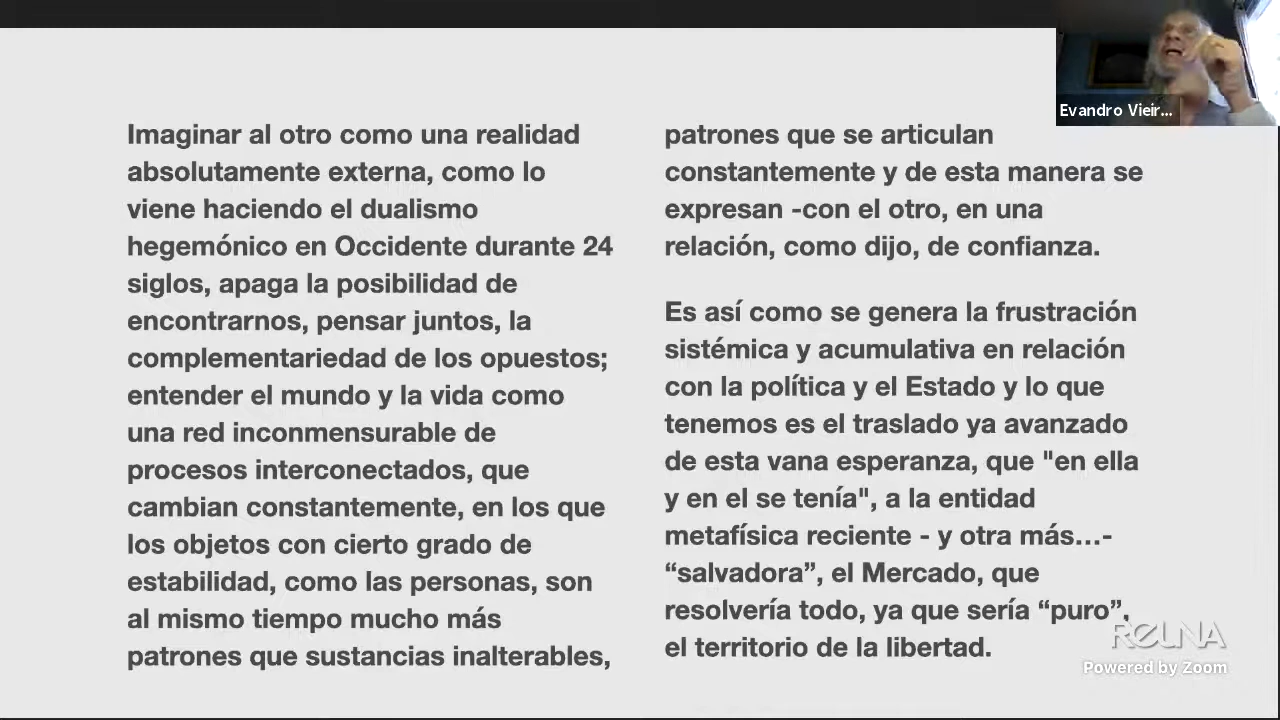 Evandro Vieir...
Imaginar al otro como una realidad
absolutamente externa, como lo
viene haciendo el dualismo
hegemónico en Occidente durante 24
siglos, apaga la posibilidad de
encontrarnos, pensar juntos, la
complementariedad de los opuestos;
entender el mundo y la vida como
una red inconmensurable de
procesos interconectados, que
cambian constantemente, en los que
los objetos con cierto grado de
estabilidad, como las personas, son
al mismo tiempo mucho más
patrones que sustancias inalterables,
patrones que se articulan
constantemente y de esta manera se
expresan -con el otro, en una
relación, como dijo, de confianza.
Es así como se genera la frustración
sistémica y acumulativa en relación
con la política y el Estado y lo que
tenemos es el traslado ya avanzado
de esta vana esperanza, que "en ella
y en el se tenía", a la entidad
metafísica reciente - y otra más...-
“salvadora”, el Mercado, que
resolvería todo, ya que sería “puro”,
el territorio de la libertad.
REUNA
Powered by Zoom